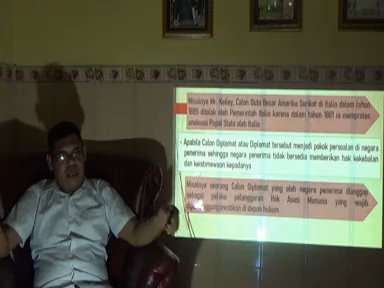 Misalnya Mr. Keiley, Calon Duta Besar Amerika Serikat di Italia dalam tahun
1885 ditolak oleh Pemerintah Italia karena dalam tahun 1881 ia memprotes
aneksasi Papal State oleh Italia
• Apabila Calon Diplomat atau Diplomat tersebut menjadi pokok persoalan di negara
penerima sehingga negara penerima tidak bersedia memberikan hak kekebalan
dan keistimewaan kepadanya
Misalnya seorang Calon Diplomat yang oleh negara penerima dianggap
sebagai pelaku pelanggaran Hak Asasi Manusia yang wajib
di depan hukum